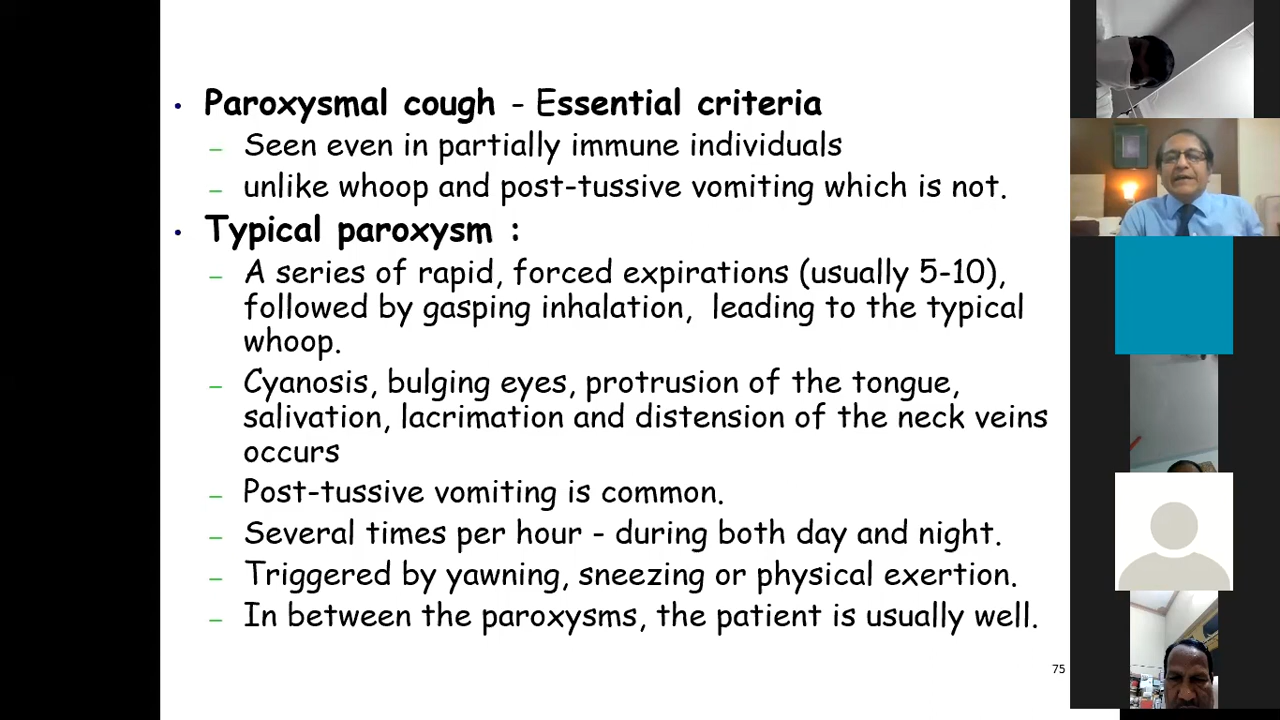 • Paroxysmal cough - Essential criteria
– Seen even in partially immune individuals
– unlike whoop and post-tussive vomiting which is not.
• Typical paroxysm :
– A series of rapid, forced expirations (usually 5-10),
followed by gasping inhalation, leading to the typical
whoop.
– Cyanosis, bulging eyes, protrusion of the tongue,
salivation, lacrimation and distension of the neck veins
occurs
– Post-tussive vomiting is common.
– Several times per hour - during both day and night.
– Triggered by yawning, sneezing or physical exertion.
– In between the paroxysms, the patient is usually well.
75